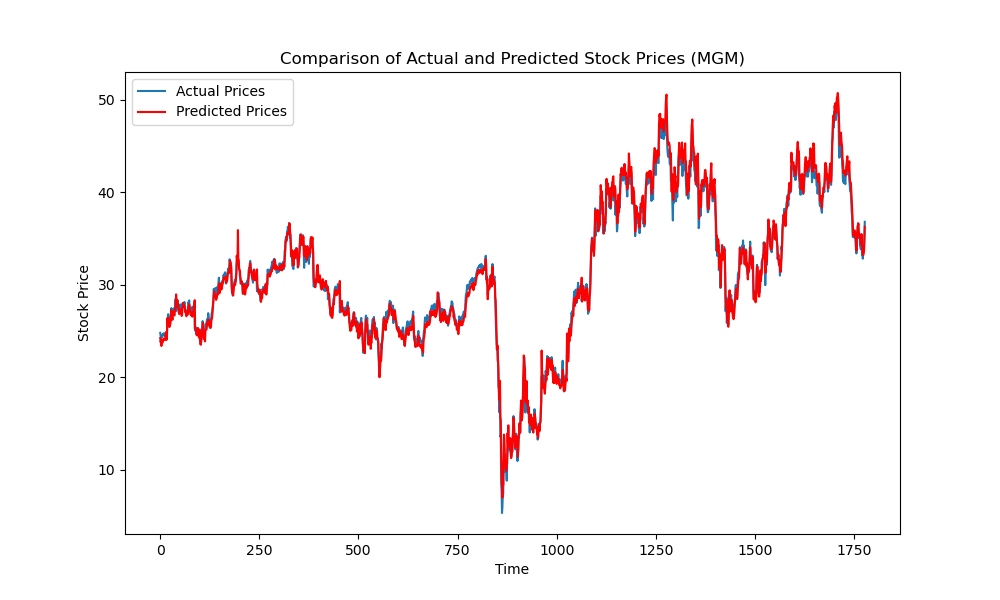 Comparison of Actual and Predicted Stock Prices (MGM)
Actual Prices
Predicted Prices
Stock Price
50
40
30
20
10
0 250 500 750 1000 1250 1500 1750
Time